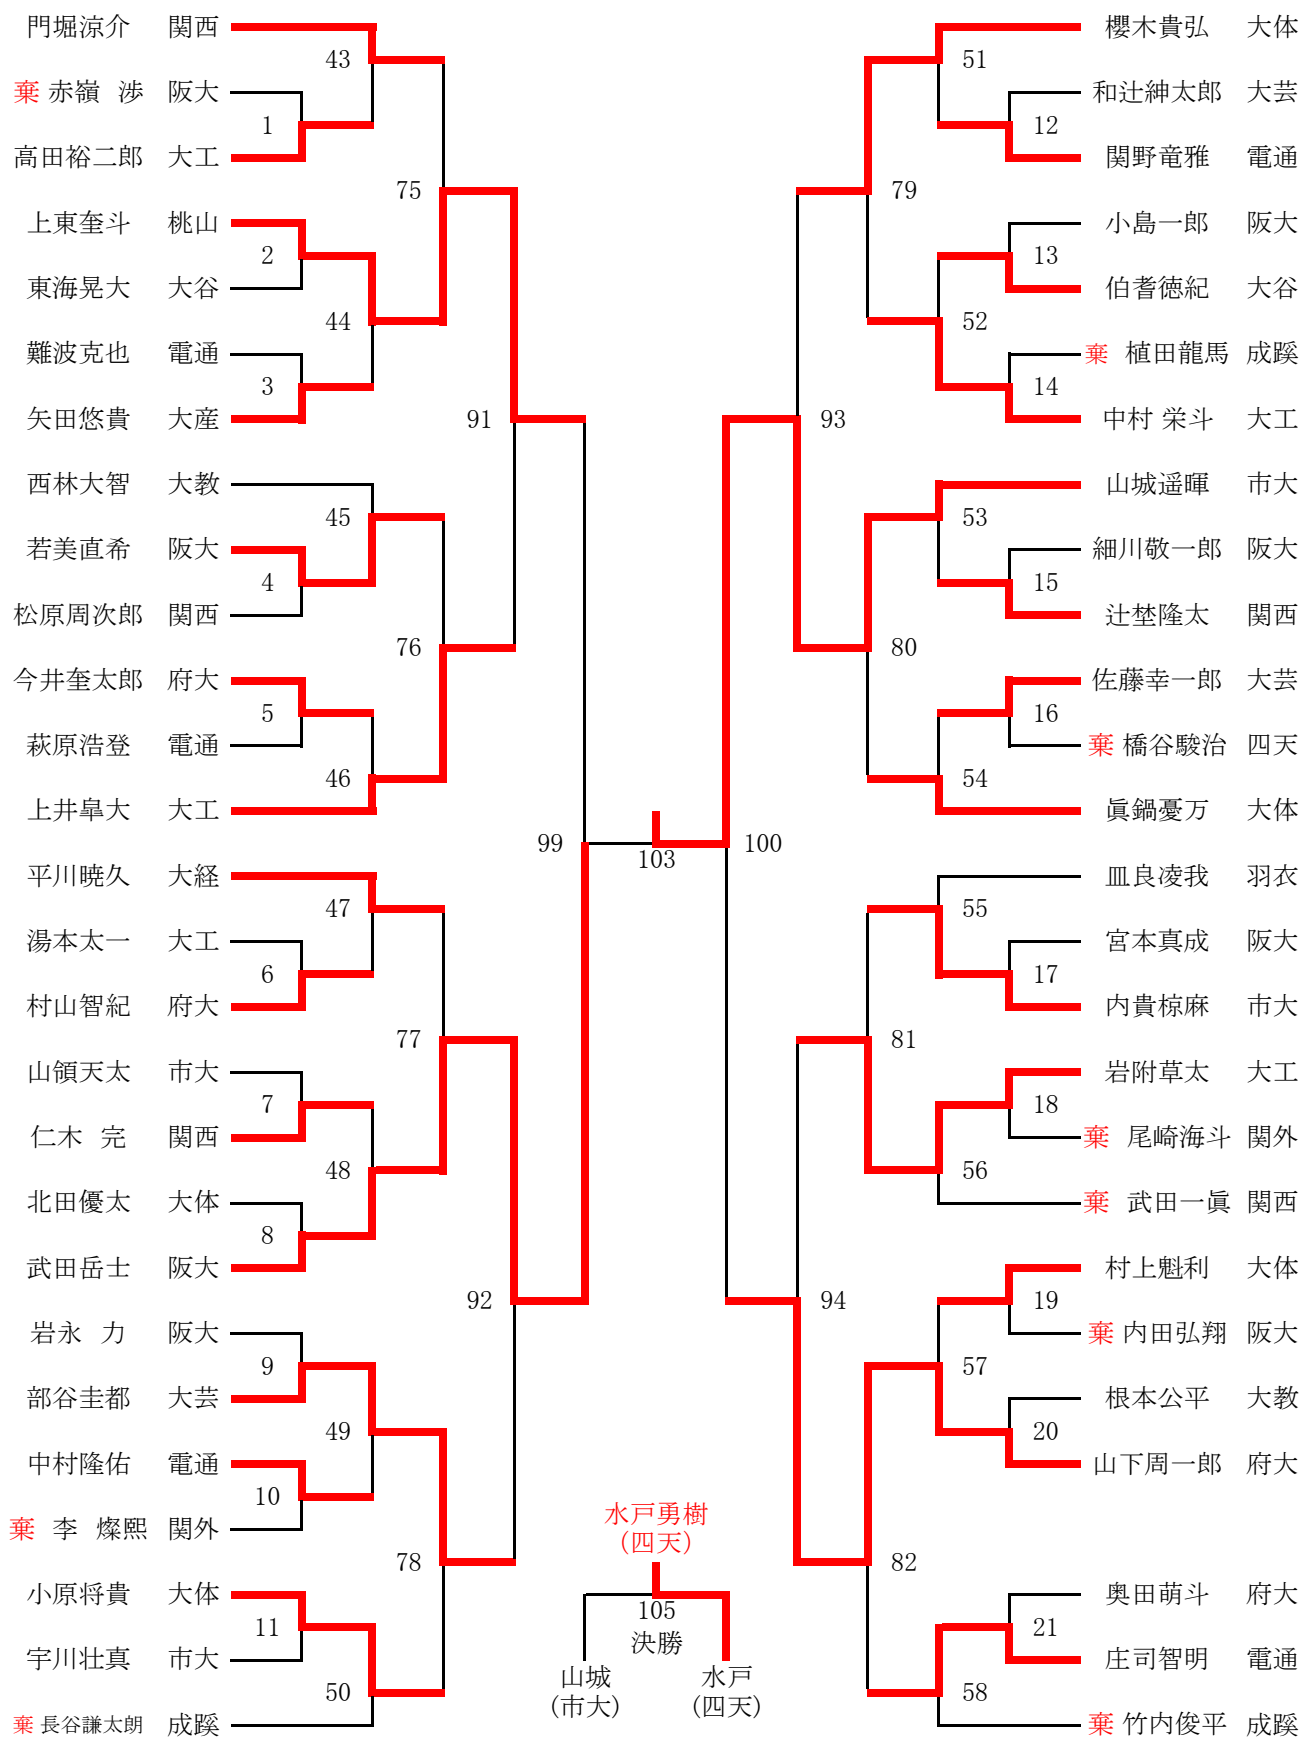 門堀涼介 関西
43
棄 赤嶺 渉 阪大
1
高田裕二郎 大工
75
上東奎斗 桃山
2
東海晃大 大谷
44
難波克也 電通
3
矢田悠貴 大産
91
西林大智 大教
45
若美直希 阪大
4
松原周次郎 関西
76
今井奎太郎 府大
5
萩原浩登 電通
46
上井皐大 大工
99
平川暁久 大経
47
湯本太一 大工
6
村山智紀 府大
77
山領天太 市大
7
仁木 完 関西
48
北田優太 大体
8
武田岳士 阪大
92
岩永 力 阪大
9
部谷圭都 大芸
49
中村隆佑 電通
10
棄 李 燦熙 関外
78
小原将貴 大体
11
宇川壮真 市大
50
棄 長谷謙太朗 成蹊
103
水戸勇樹
(四天)
105
決勝
山城
(市大)
水戸
(四天)
櫻木貴弘 大体
51
和辻紳太郎 大芸
12
関野竜雅 電通
79
小島一郎 阪大
13
伯耆徳紀 大谷
52
棄 植田龍馬 成蹊
14
中村 栄斗 大工
93
山城遥暉 市大
53
細川敬一郎 阪大
15
辻埜隆太 関西
80
佐藤幸一郎 大芸
16
棄 橋谷駿治 四天
54
眞鍋憂万 大体
100
皿良凌我 羽衣
55
宮本真成 阪大
17
内貴椋麻 市大
81
岩附草太 大工
18
棄 尾崎海斗 関外
56
棄 武田一眞 関西
94
村上魁利 大体
19
棄 内田弘翔 阪大
57
根本公平 大教
20
山下周一郎 府大
82
奥田萌斗 府大
21
庄司智明 電通
58
棄 竹内俊平 成蹊